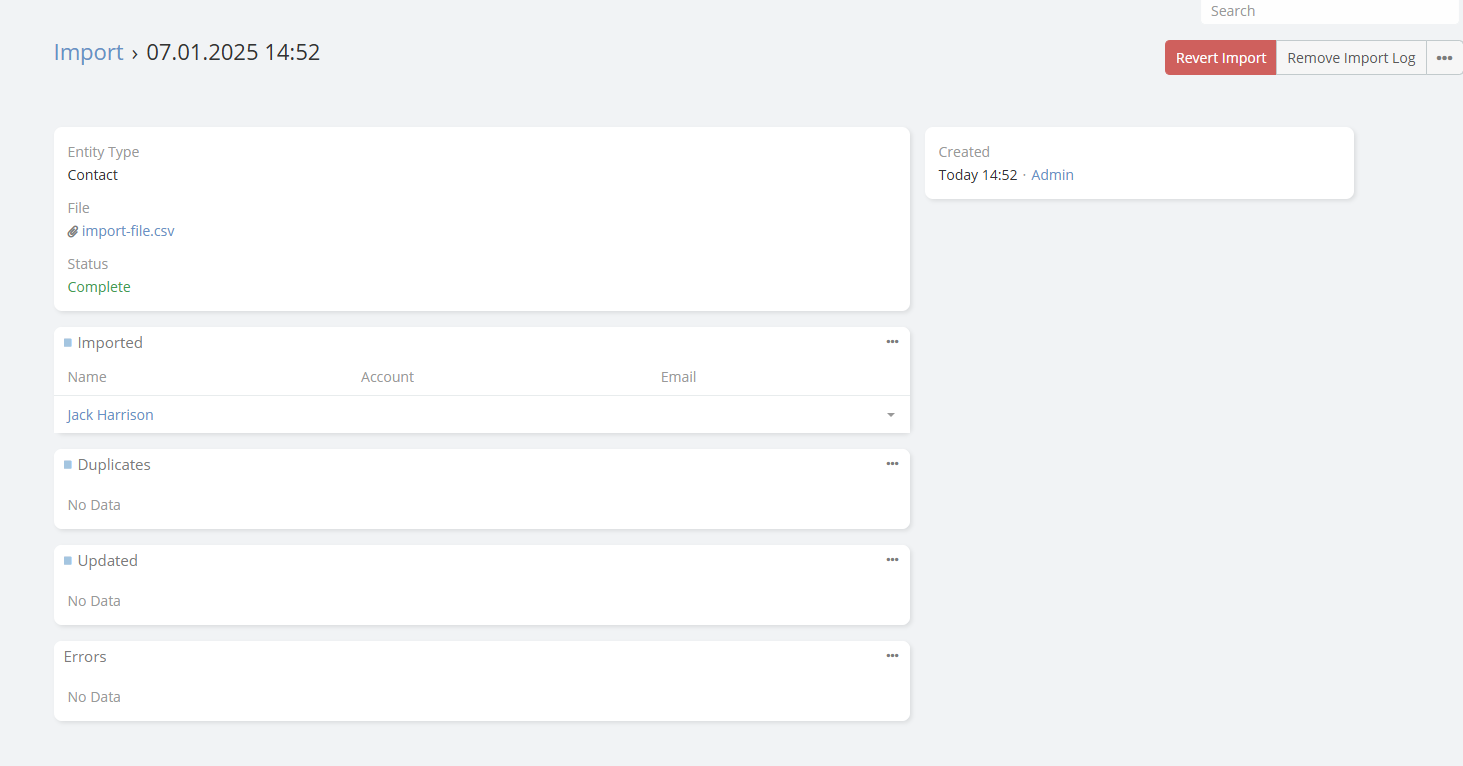 Search
Import › 07.01.2025 14:52
Revert Import Remove Import Log •••
Entity Type
Contact
File
import-file.csv
Status
Complete
Created
Today 14:52 · Admin
Imported •••
Name Account Email
Jack Harrison
Duplicates •••
No Data
Updated •••
No Data
Errors •••
No Data